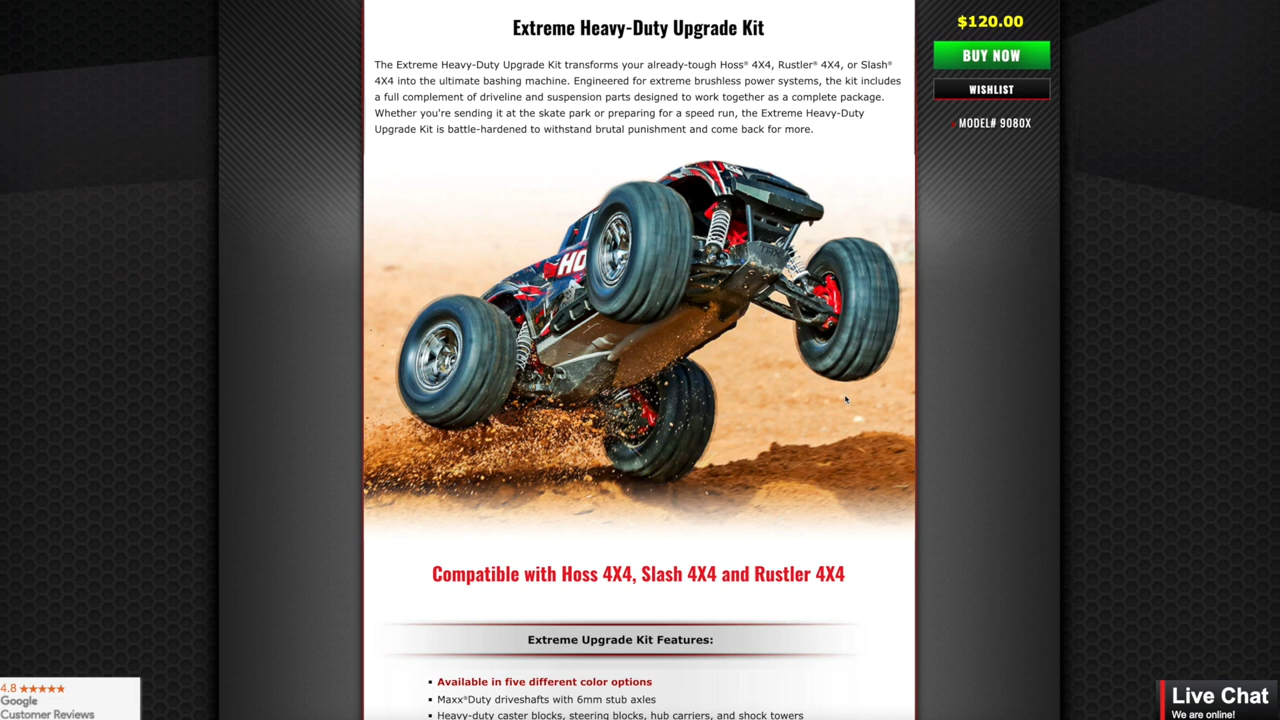 Extreme Heavy-Duty Upgrade Kit
The Extreme Heavy-Duty Upgrade Kit transforms your already-tough Hoss® 4X4, Rustler® 4X4, or Slash®
4X4 into the ultimate bashing machine. Engineered for extreme brushless power systems, the kit includes
a full complement of driveline and suspension parts designed to work together as a complete package.
Whether you're sending it at the skate park or preparing for a speed run, the Extreme Heavy-Duty
Upgrade Kit is battle-hardened to withstand brutal punishment and come back for more.
$120.00
BUY NOW
WISHLIST
MODEL# 9080X
HO
Compatible with Hoss 4X4, Slash 4X4 and Rustler 4X4
Extreme Upgrade Kit Features:
▪ Available in five different color options
▪ Maxx®Duty driveshafts with 6mm stub axles
▪ Heavy-duty caster blocks, steering blocks, hub carriers, and shock towers
4.8 ★★★★★
Google
Customer Reviews
Live Chat
We are online!